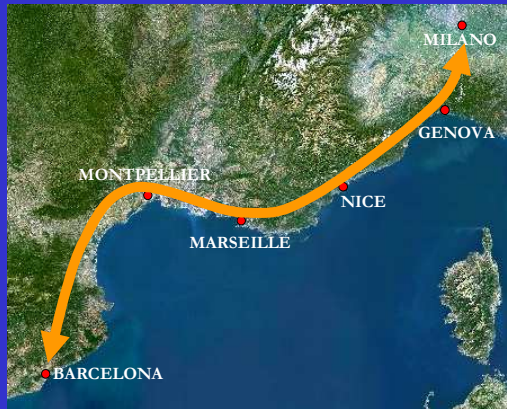 MILANO
GENOVA
MONTPELLIER
NICE
MARSEILLE
BARCELONA